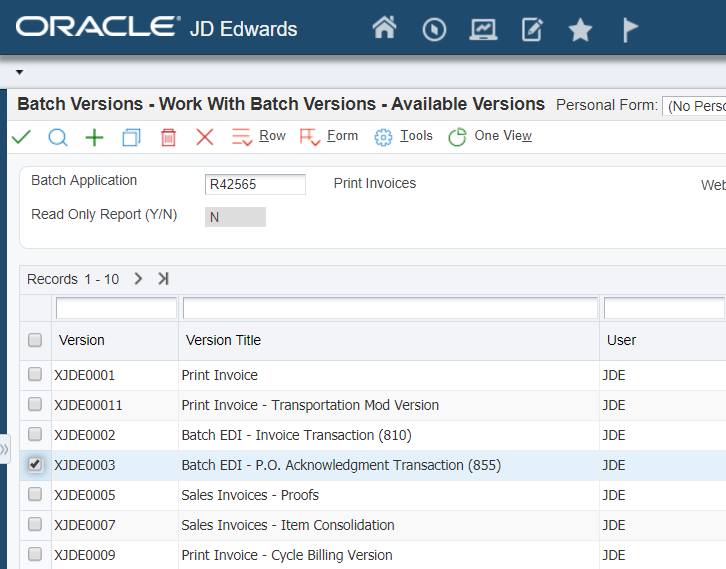 ORACLE® JD Edwards
Batch Versions - Work With Batch Versions - Available Versions Personal Form: (No Perso
Row Form Tools One View
Batch Application R42565 Print Invoices Web
Read Only Report (Y/N) N
Records 1 - 10
Version Version Title User
XJDE0001 Print Invoice JDE
XJDE00011 Print Invoice - Transportation Mod Version JDE
XJDE0002 Batch EDI - Invoice Transaction (810) JDE
XJDE0003 Batch EDI - P.O. Acknowledgment Transaction (855) JDE
XJDE0005 Sales Invoices - Proofs JDE
XJDE0007 Sales Invoices - Item Consolidation JDE
XJDE0009 Print Invoice - Cycle Billing Version JDE